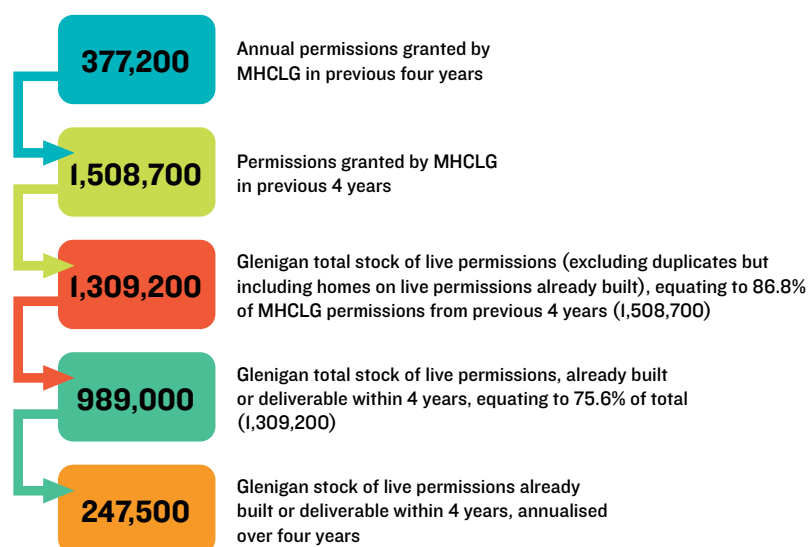 377,200
Annual permissions granted by
MHCLG in previous four years
1,508,700
Permissions granted by MHCLG
in previous 4 years
1,309,200
Glenigan total stock of live permissions (excluding duplicates but
including homes on live permissions already built), equating to 86.8%
of MHCLG permissions from previous 4 years (1,508,700)
989,000
Glenigan total stock of live permissions, already built
or deliverable within 4 years, equating to 75.6% of total
(1,309,200)
247,500
Glenigan stock of live permissions already
built or deliverable within 4 years, annualised
over four years